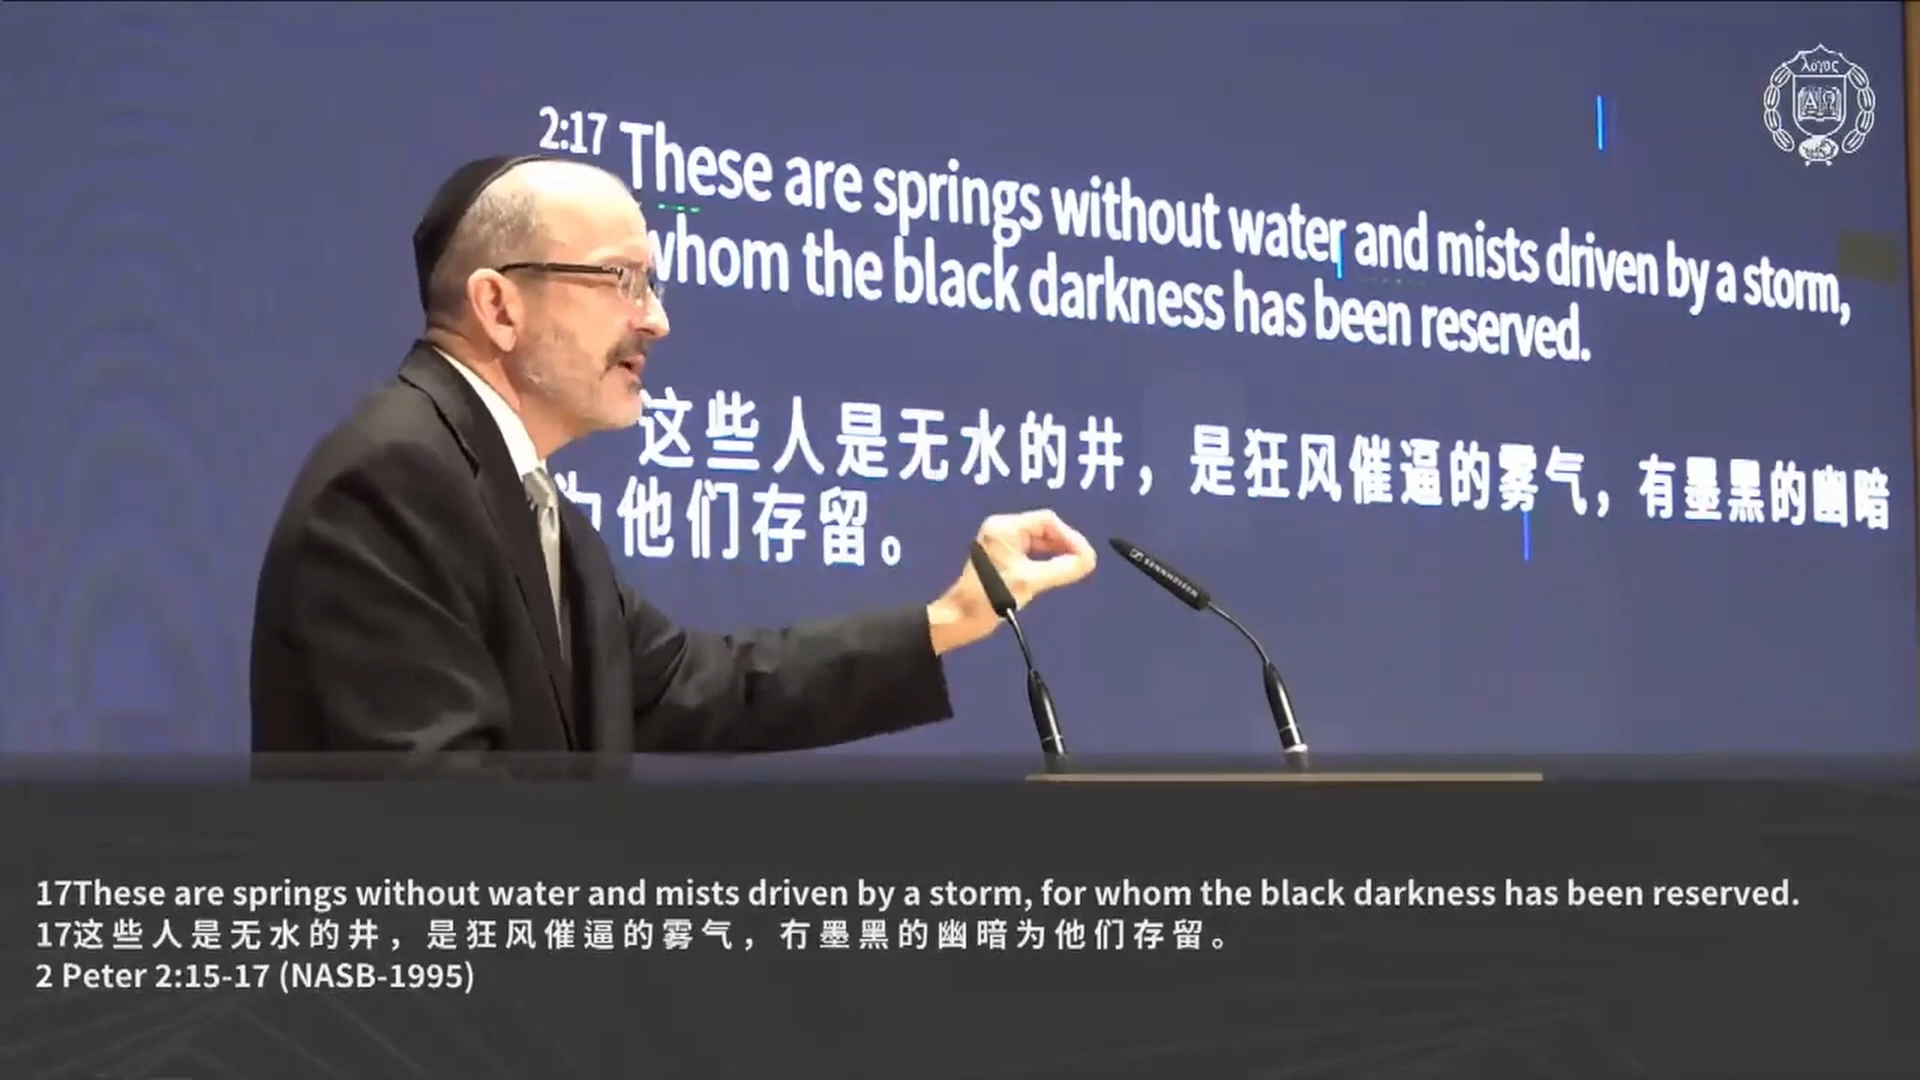 λόγος
Α Ω
2:17 These are springs without water and mists driven by a storm,
whom the black darkness has been reserved.
这些人是无水的井，是狂风催逼的雾气，有墨黑的幽暗
为他们存留。
SENNHEISER
17These are springs without water and mists driven by a storm, for whom the black darkness has been reserved.
17这些人是无水的井，是狂风催逼的雾气，有墨黑的幽暗为他们存留。
2 Peter 2:15-17 (NASB-1995)